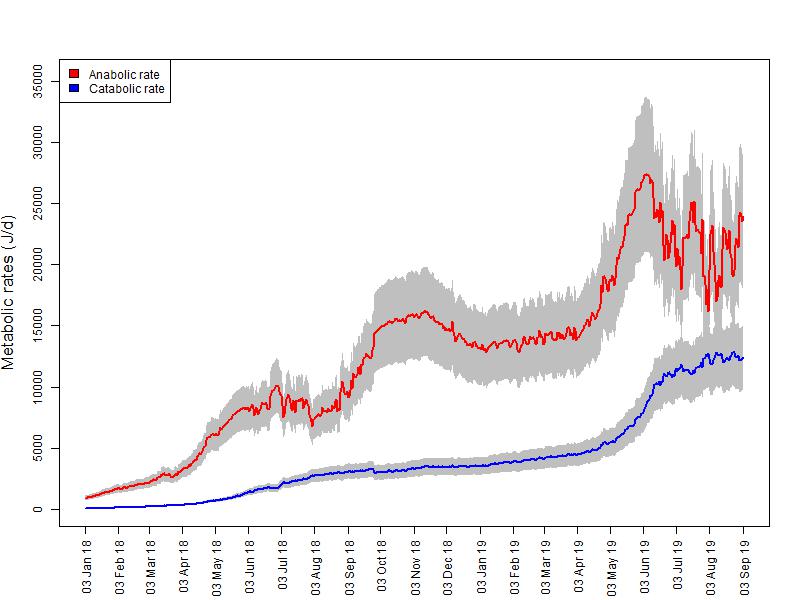 Anabolic rate
Catabolic rate
Metabolic rates (J/d)
35000
30000
25000
20000
15000
10000
5000
0
03 Jan 18
03 Feb 18
03 Mar 18
03 Apr 18
03 May 18
03 Jun 18
03 Jul 18
03 Aug 18
03 Sep 18
03 Oct 18
03 Nov 18
03 Dec 18
03 Jan 19
03 Feb 19
03 Mar 19
03 Apr 19
03 May 19
03 Jun 19
03 Jul 19
03 Aug 19
03 Sep 19